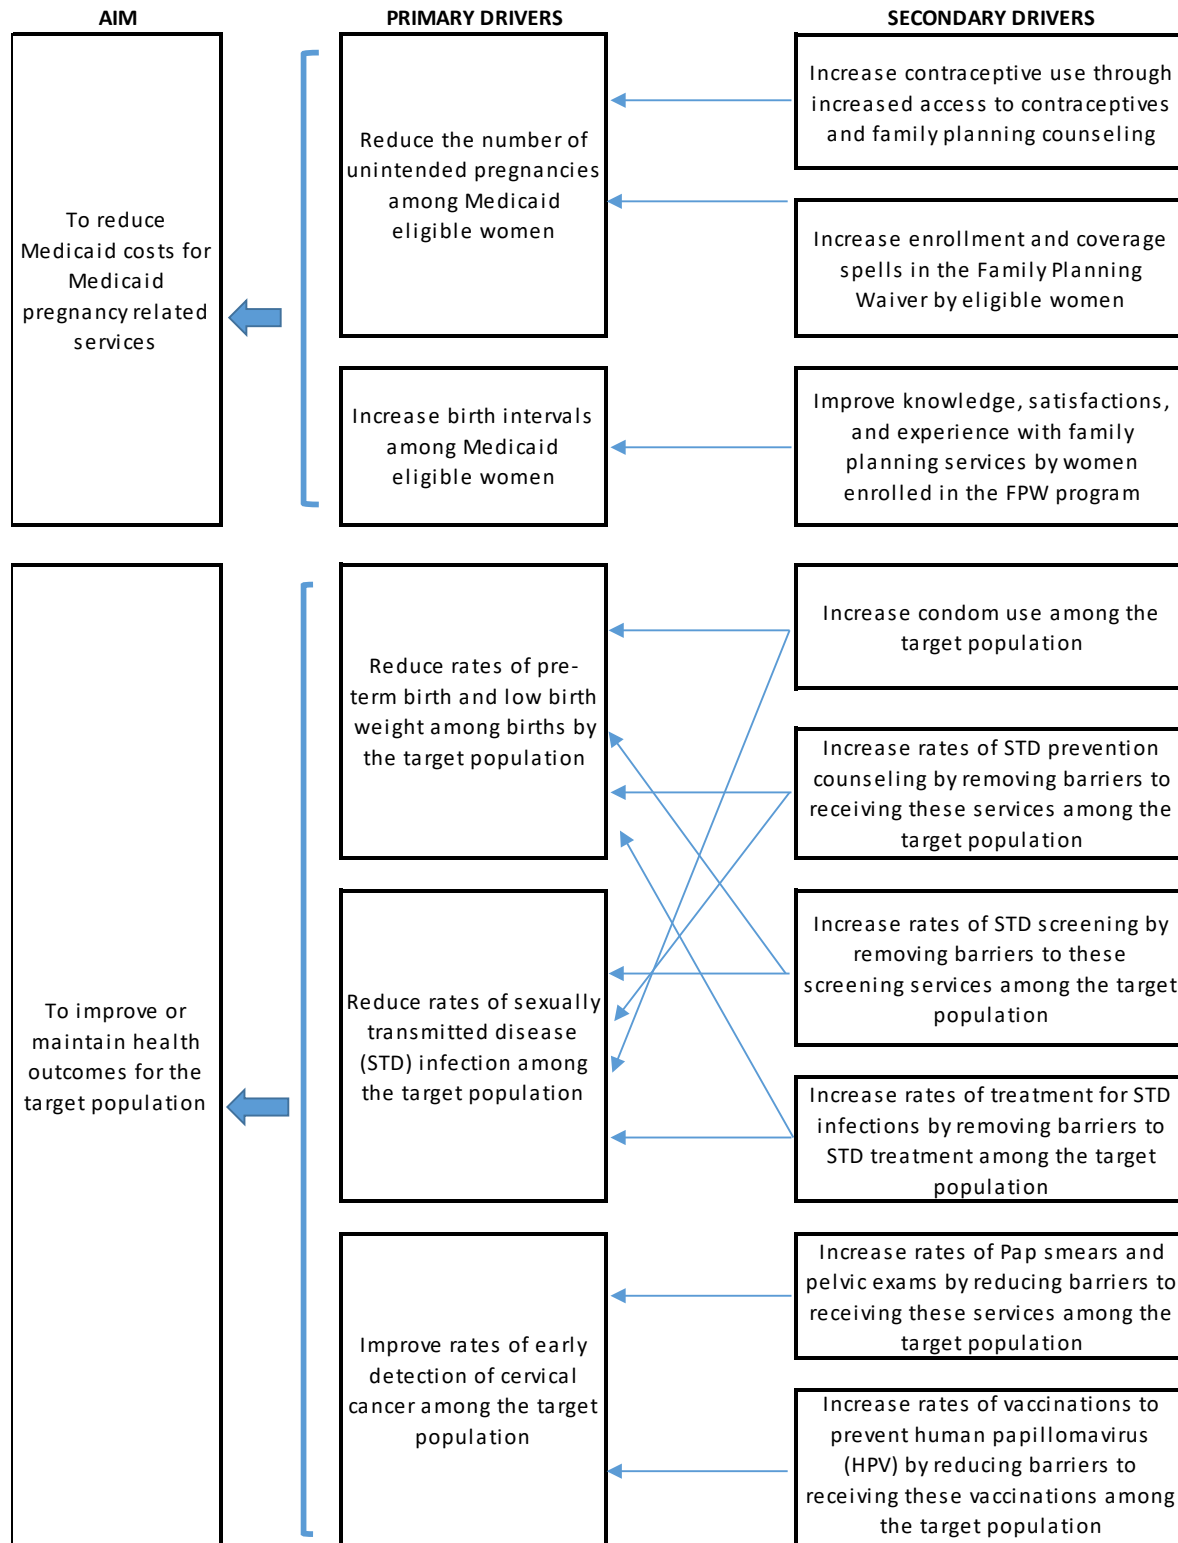 AIM
PRIMARY DRIVERS
SECONDARY DRIVERS
To reduce
Medicaid costs for
Medicaid
pregnancy related
services
Reduce the number of
unintended pregnancies
among Medicaid
eligible women
Increase birth intervals
among Medicaid
eligible women
Increase contraceptive use through
increased access to contraceptives
and family planning counseling
Increase enrollment and coverage
spells in the Family Planning
Waiver by eligible women
Improve knowledge, satisfactions,
and experience with family
planning services by women
enrolled in the FPW program
To improve or
maintain health
outcomes for the
target population
Reduce rates of pre-
term birth and low birth
weight among births by
the target population
Reduce rates of sexually
transmitted disease
(STD) infection among
the target population
Improve rates of early
detection of cervical
cancer among the target
population
Increase condom use among the
target population
Increase rates of STD prevention
counseling by removing barriers to
receiving these services among the
target population
Increase rates of STD screening by
removing barriers to these
screening services among the target
population
Increase rates of treatment for STD
infections by removing barriers to
STD treatment among the target
population
Increase rates of Pap smears and
pelvic exams by reducing barriers to
receiving these services among the
target population
Increase rates of vaccinations to
prevent human papillomavirus
(HPV) by reducing barriers to
receiving these vaccinations among
the target population